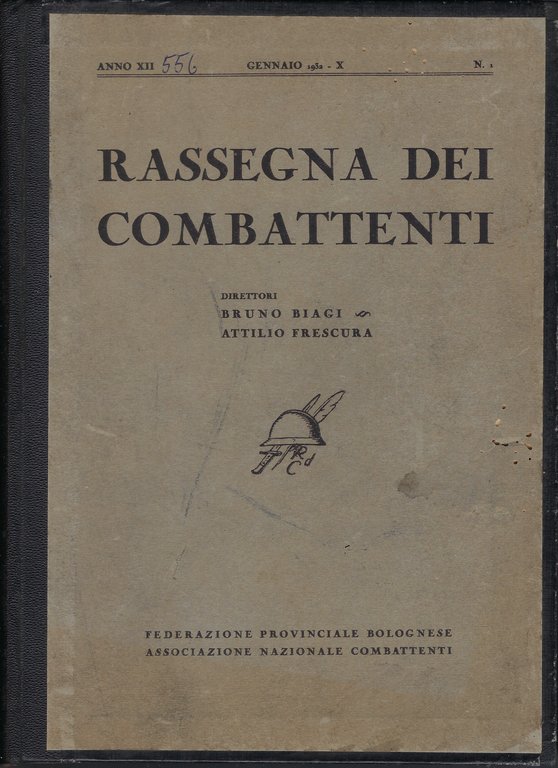 ANNO XII 556 GENNAIO 1932 - X N. 1
RASSEGNA DEI
COMBATTENTI
DIRETTORI
BRUNO BIAGI
ATTILIO FRESCURA
R
C d
FEDERAZIONE PROVINCIALE BOLOGNESE
ASSOCIAZIONE NAZIONALE COMBATTENTI